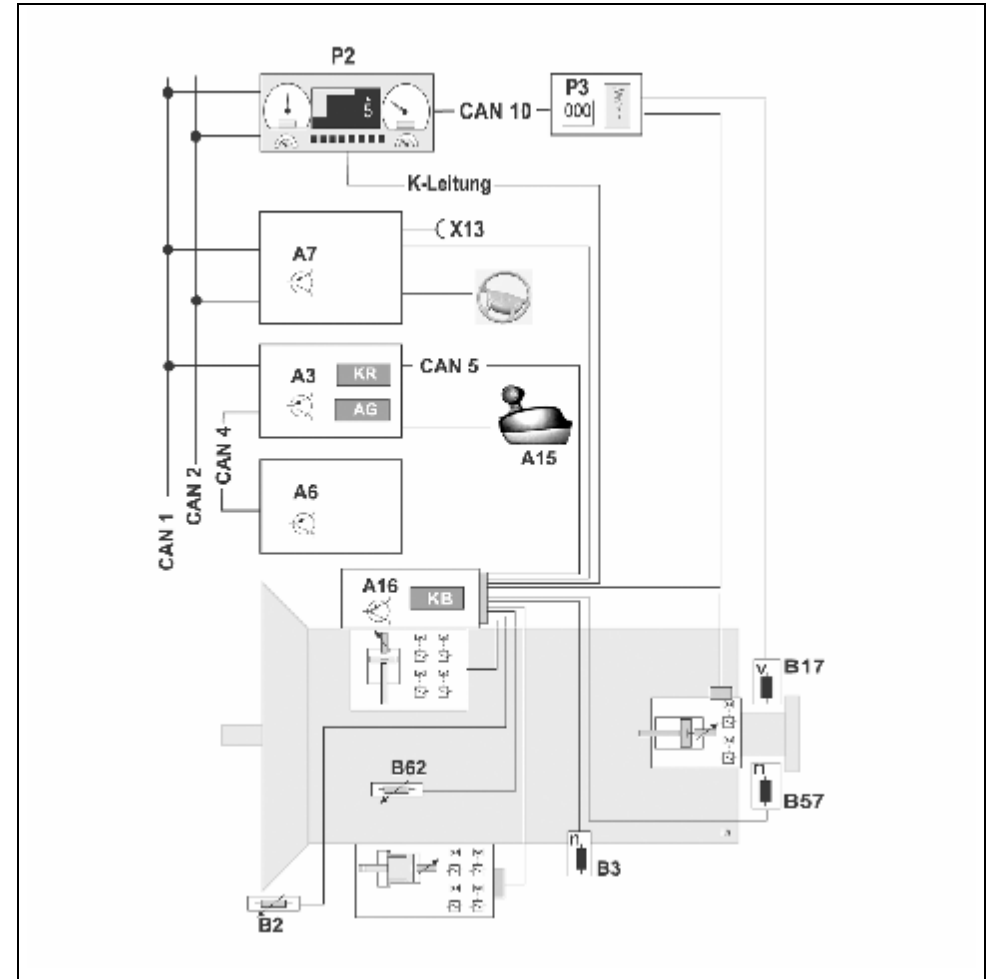 P2
P3
000
CAN 10
K-Leitung
X13
A7
A3
KR
CAN 5
AG
A15
CAN 4
CAN 2
CAN 1
A6
A16
KB
v
B17
B62
n
B57
n
B3
B2